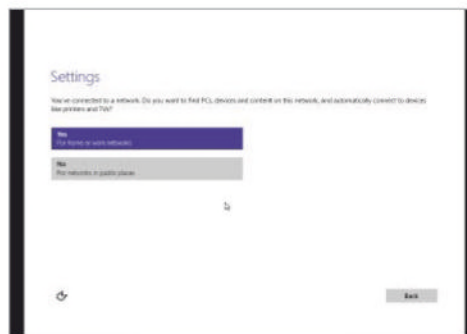 Settings
You've connected to a network. Do you want to find PCs, devices and content on this network, and automatically connect to devices
like printers and TVs?
Yes
For home or work networks
No
For networks in public places
Back